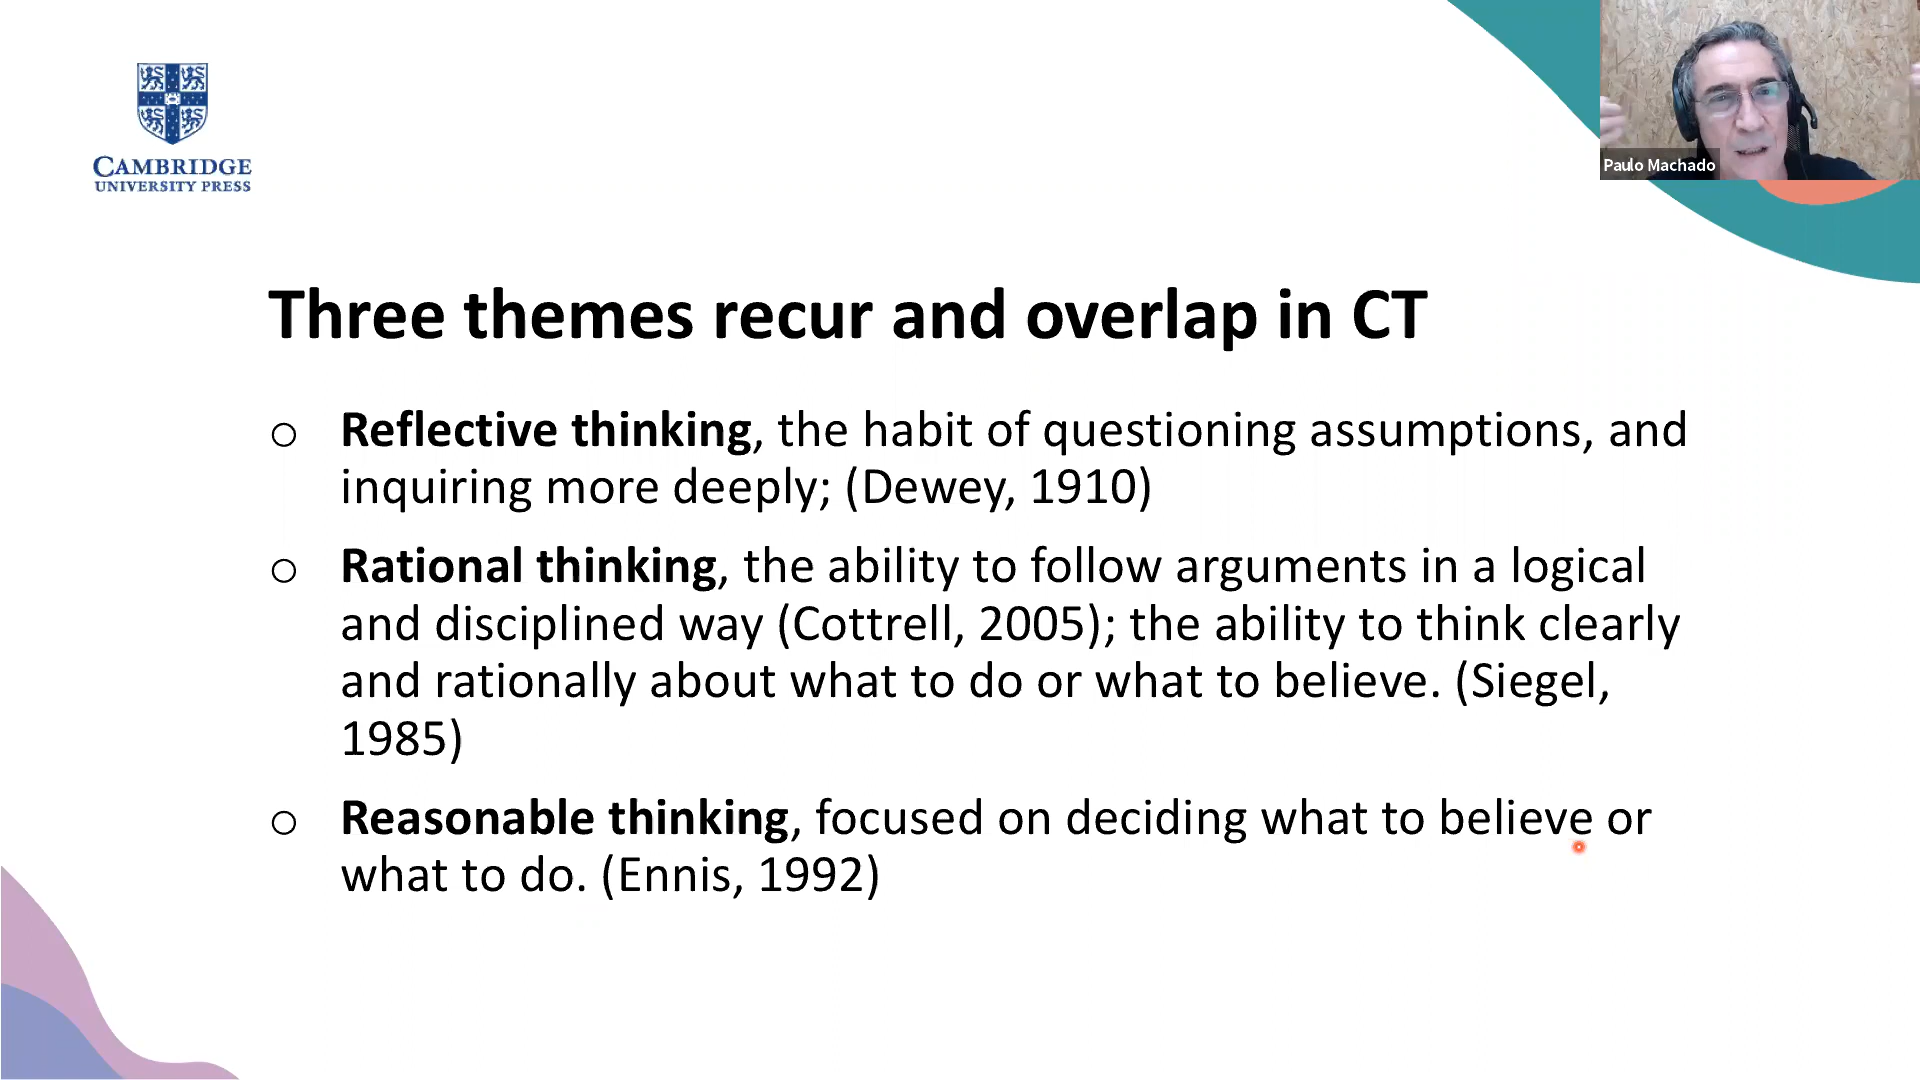 CAMBRIDGE
UNIVERSITY PRESS
Paulo Machado
Three themes recur and overlap in CT
Reflective thinking, the habit of questioning assumptions, and
inquiring more deeply; (Dewey, 1910)
Rational thinking, the ability to follow arguments in a logical
and disciplined way (Cottrell, 2005); the ability to think clearly
and rationally about what to do or what to believe. (Siegel,
1985)
Reasonable thinking, focused on deciding what to believe or
what to do. (Ennis, 1992)